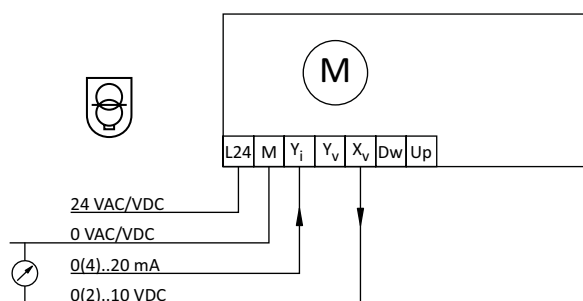 M
L24 M Yi Yv Xv Dw Up
24 VAC/VDC
0 VAC/VDC
0(4)..20 mA
0(2)..10 VDC